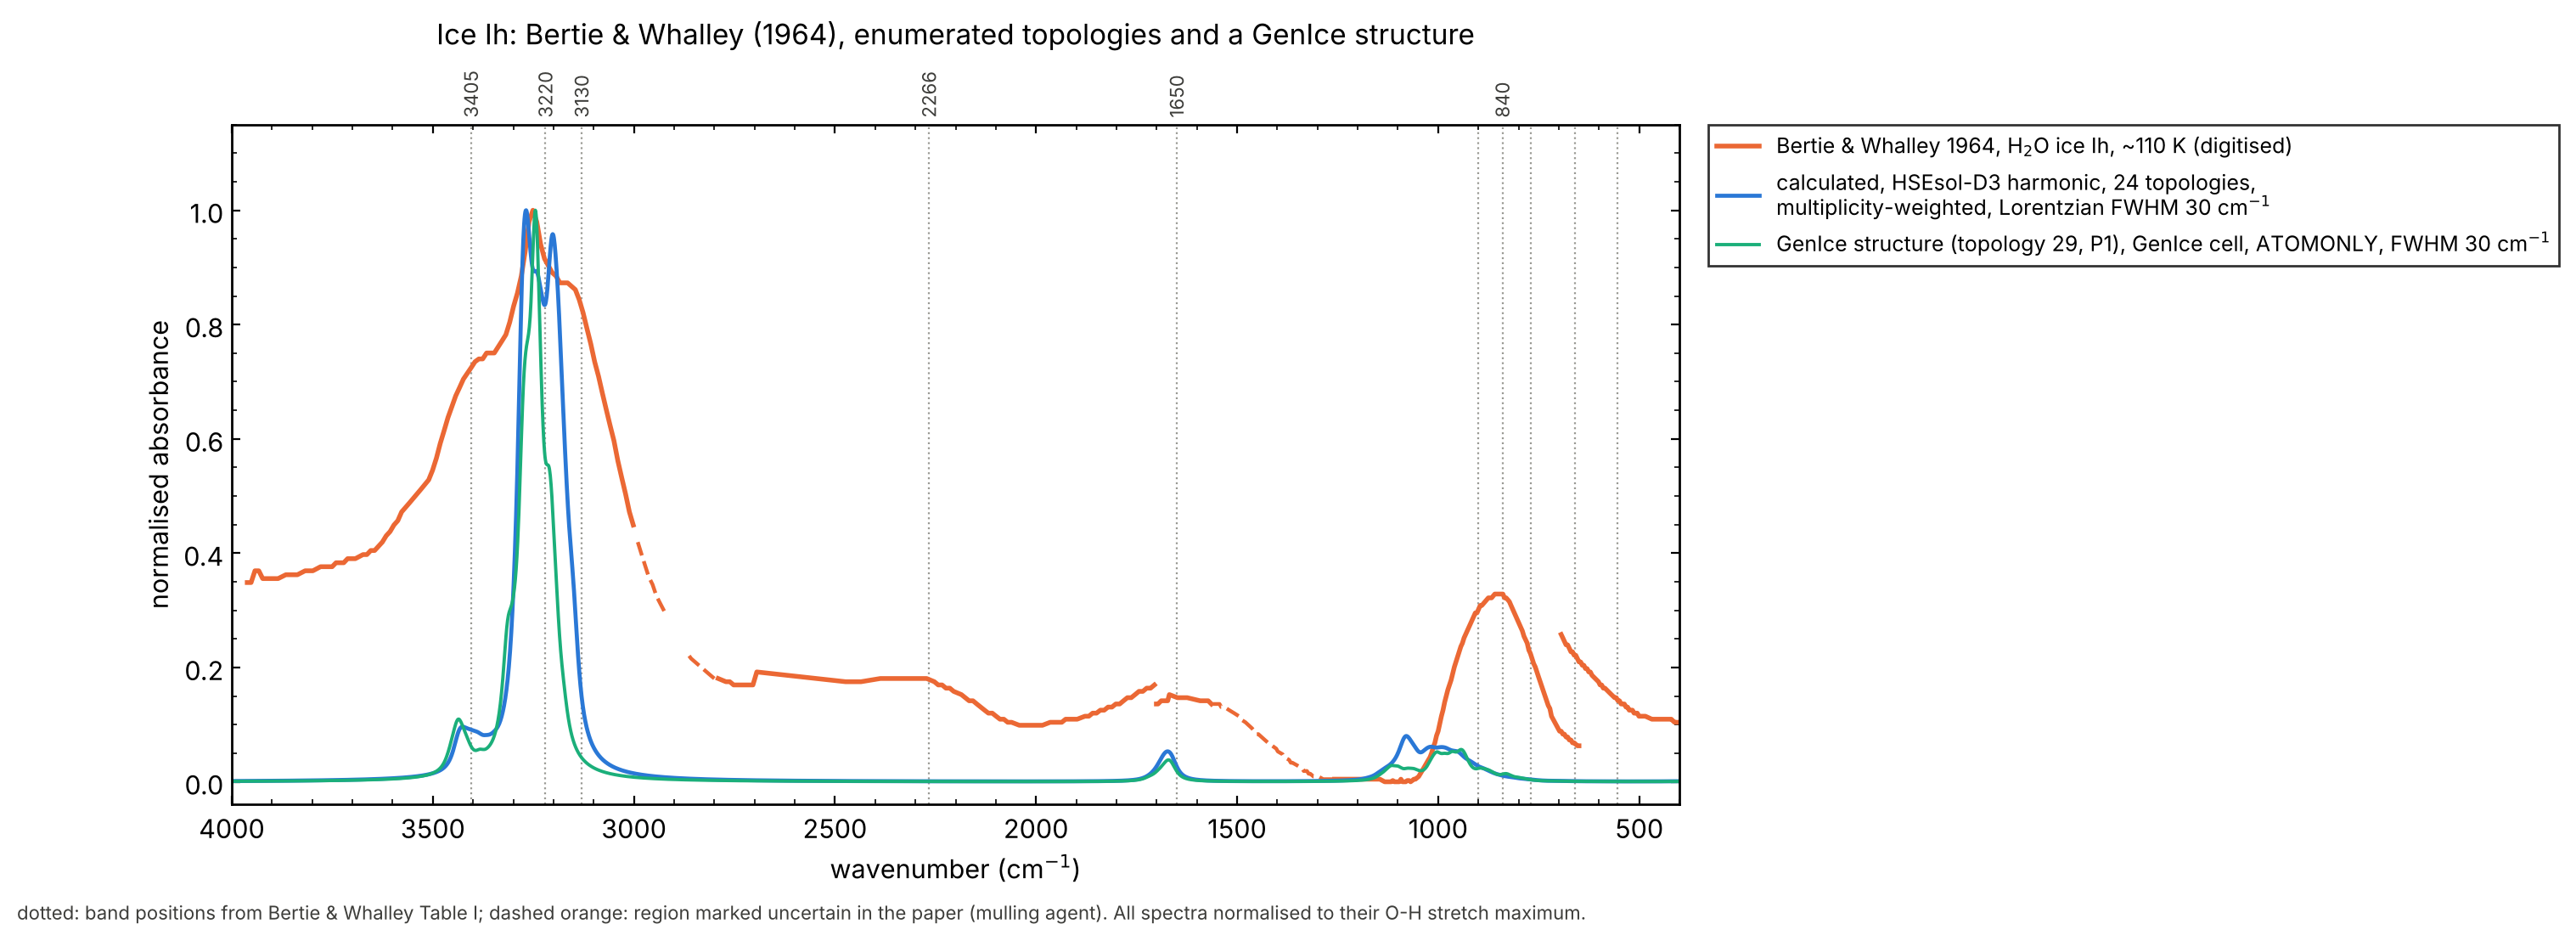 Ice Ih: Bertie & Whalley (1964), enumerated topologies and a GenIce structure
3405
3220
3130
2266
1650
840
Bertie & Whalley 1964, H₂O ice Ih, ~110 K (digitised)
calculated, HSEsol-D3 harmonic, 24 topologies,
multiplicity-weighted, Lorentzian FWHM 30 cm⁻¹
GenIce structure (topology 29, P1), GenIce cell, ATOMONLY, FWHM 30 cm⁻¹
normalised absorbance
1.0
0.8
0.6
0.4
0.2
0.0
4000 3500 3000 2500 2000 1500 1000 500
wavenumber (cm⁻¹)
dotted: band positions from Bertie & Whalley Table I; dashed orange: region marked uncertain in the paper (mulling agent). All spectra normalised to their O-H stretch maximum.